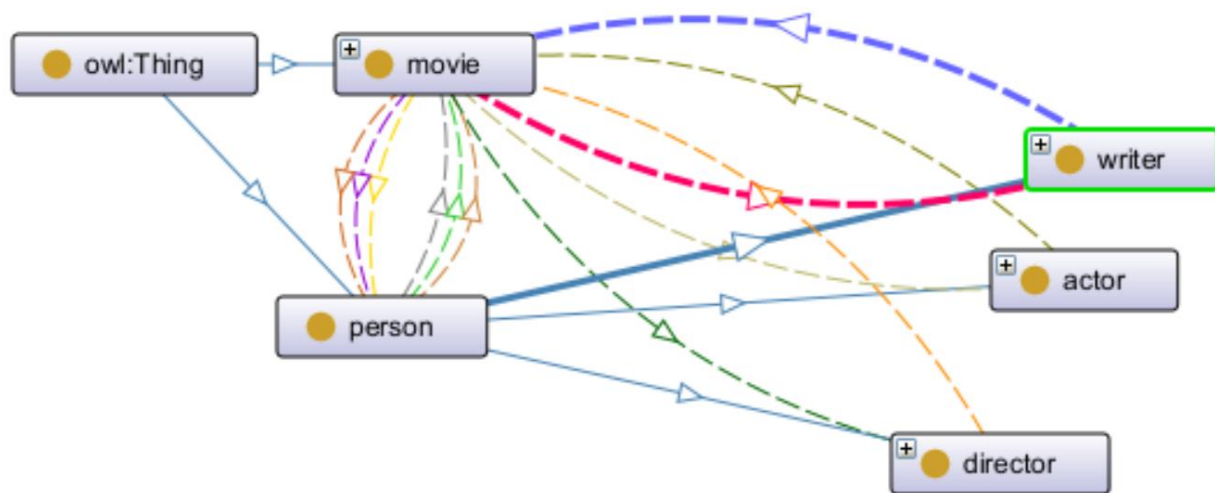 owl:Thing
movie
writer
actor
person
director